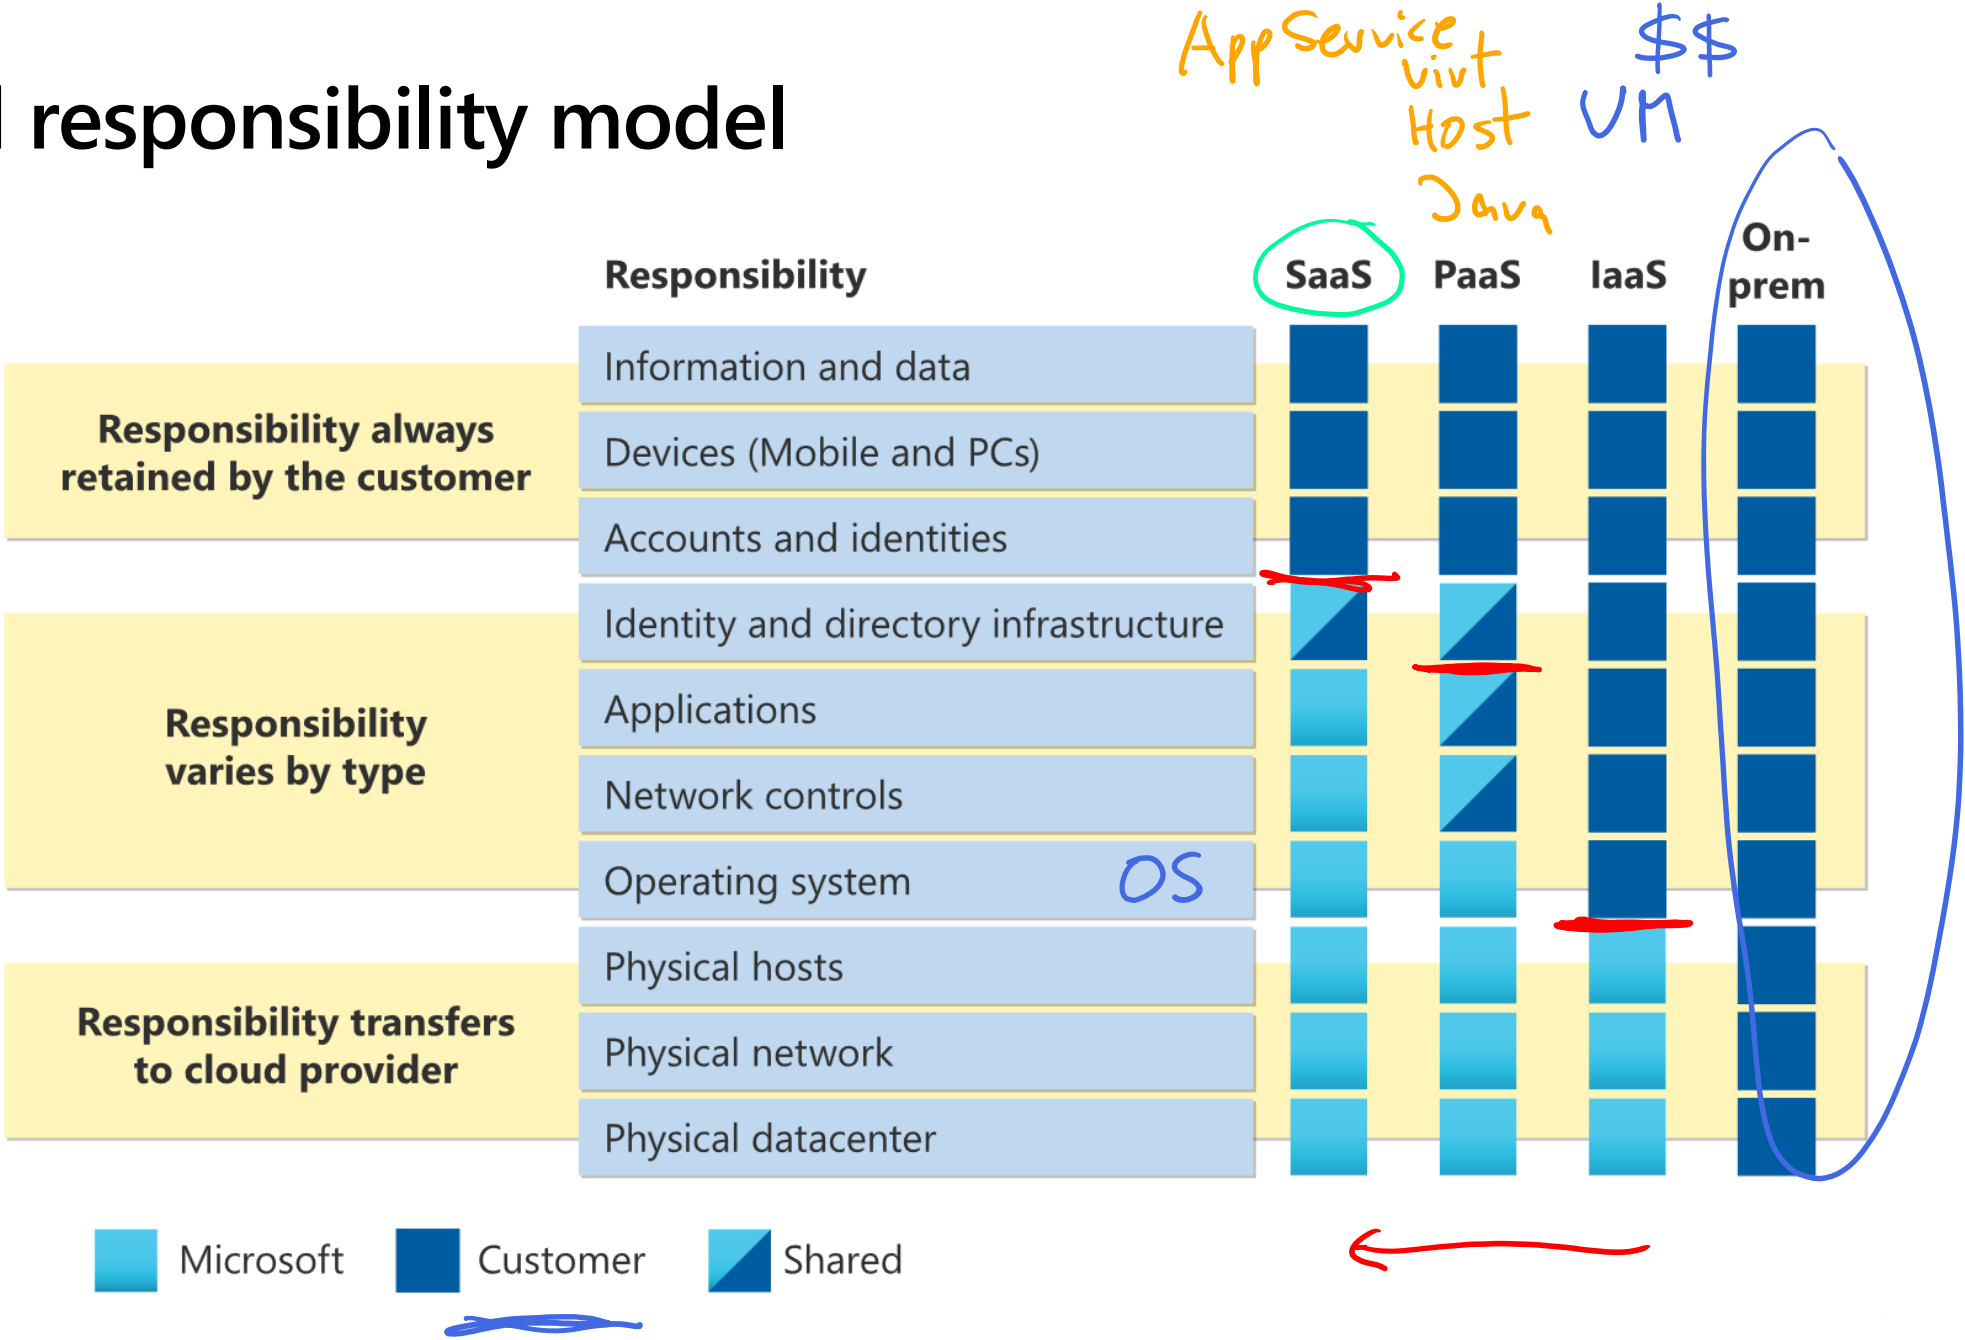 App Service
virt
Host
Java
$$
VM
l responsibility model
Responsibility
SaaS
PaaS
IaaS
On-
prem
Responsibility always
retained by the customer
Information and data
Devices (Mobile and PCs)
Accounts and identities
Responsibility
varies by type
Identity and directory infrastructure
Applications
Network controls
Operating system
OS
Responsibility transfers
to cloud provider
Physical hosts
Physical network
Physical datacenter
Microsoft
Customer
Shared